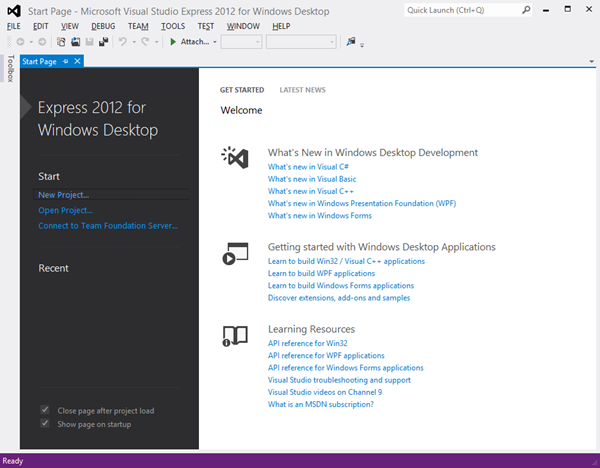 Start Page - Microsoft Visual Studio Express 2012 for Windows Desktop
Quick Launch (Ctrl+Q)
FILE EDIT VIEW DEBUG TEAM TOOLS TEST WINDOW HELP
Attach...
Toolbox
Start Page
Express 2012 for
Windows Desktop
Start
New Project...
Open Project...
Connect to Team Foundation Server...
Recent
Close page after project load
Show page on startup
GET STARTED LATEST NEWS
Welcome
What's New in Windows Desktop Development
What's new in Visual C#
What's new in Visual Basic
What's new in Visual C++
What's new in Windows Presentation Foundation (WPF)
What's new in Windows Forms
Getting started with Windows Desktop Applications
Learn to build Win32 / Visual C++ applications
Learn to build WPF applications
Learn to build Windows Forms applications
Discover extensions, add-ons and samples
Learning Resources
API reference for Win32
API reference for WPF applications
API reference for Windows Forms applications
Visual Studio troubleshooting and support
Visual Studio videos on Channel 9
What is an MSDN subscription?
Ready